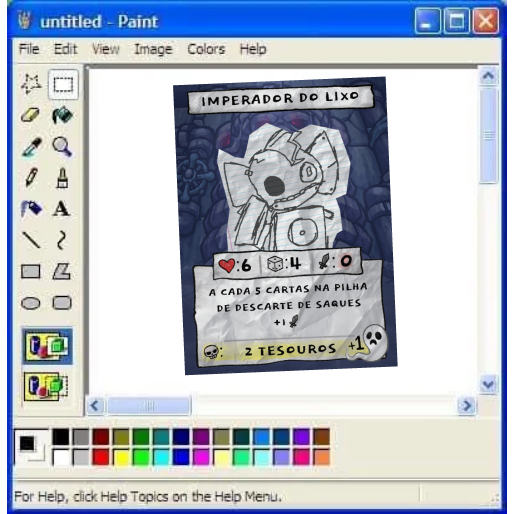 untitled - Paint
File Edit View Image Colors Help
IMPERADOR DO LIXO
:6 :4 : 0
A CADA 5 CARTAS NA PILHA
DE DESCARTE DE SAQUES
+1
: 2 TESOUROS +1
A
For Help, click Help Topics on the Help Menu.